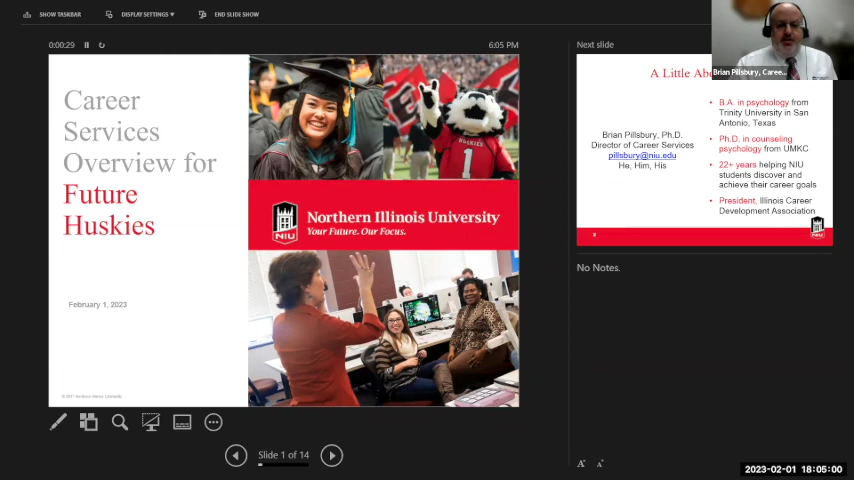 SHOW TASKBAR
DISPLAY SETTINGS ▾
END SLIDE SHOW
0:00:29
6:05 PM
Career
Services
Overview for
Future
Huskies
February 1, 2023
HUSKIES
1
NIU
Northern Illinois University
Your Future. Our Focus.
Slide 1 of 14
Next slide
Brian Pillsbury, Caree...
A Little Abo
Brian Pillsbury, Ph.D.
Director of Career Services
pillsbury@niu.edu
He, Him, His
• B.A. in psychology from
Trinity University in San
Antonio, Texas
• Ph.D. in counseling
psychology from UMKC
• 22+ years helping NIU
students discover and
achieve their career goals
• President, Illinois Career
Development Association
NIU
No Notes.
A A
2023-02-01 18:05:00